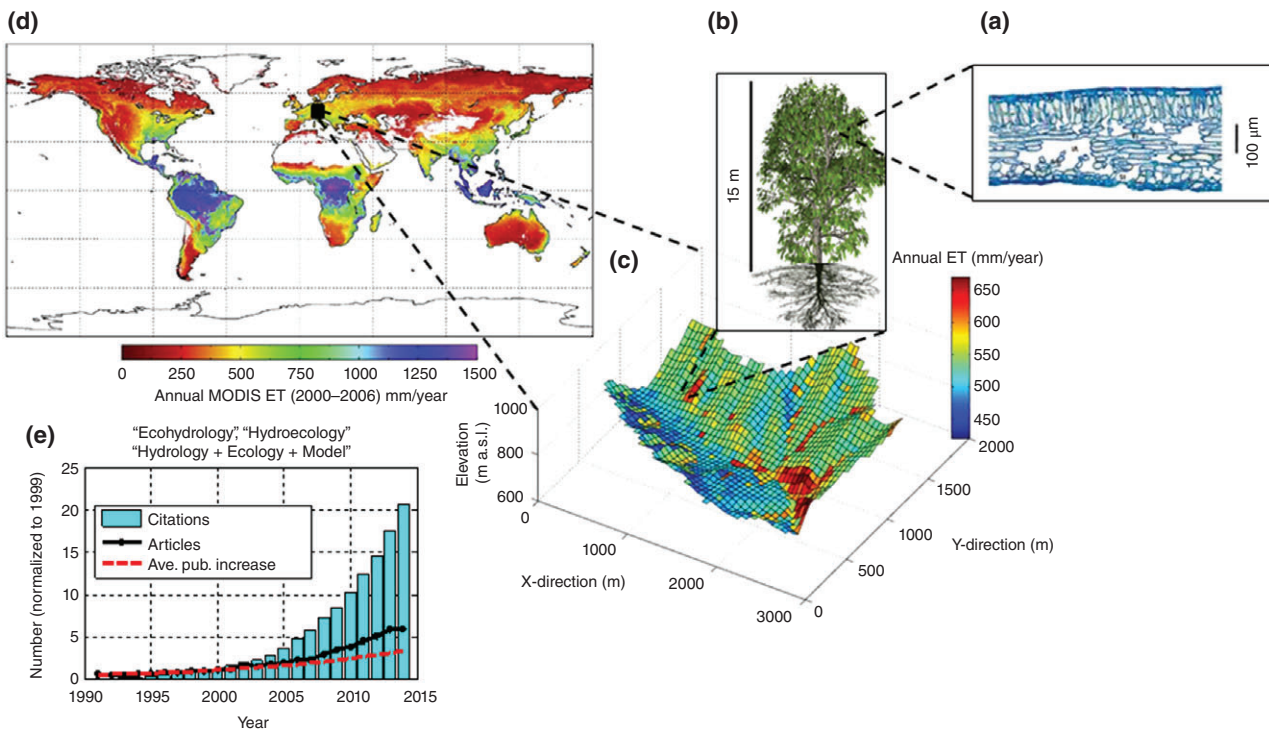 (d)
(b)
(a)
100 μm
15 m
(c)
Annual ET (mm/year)
650
600
550
500
450
0 250 500 750 1000 1250 1500
Annual MODIS ET (2000–2006) mm/year
1000
800
600
Elevation
(m a.s.l.)
0
1000
2000
3000
X-direction (m)
0
500
1000
1500
2000
Y-direction (m)
(e)
“Ecohydrology”, “Hydroecology”
“Hydrology + Ecology + Model”
25
20
15
10
5
0
Number (normalized to 1999)
Citations
Articles
Ave. pub. increase
1990 1995 2000 2005 2010 2015
Year